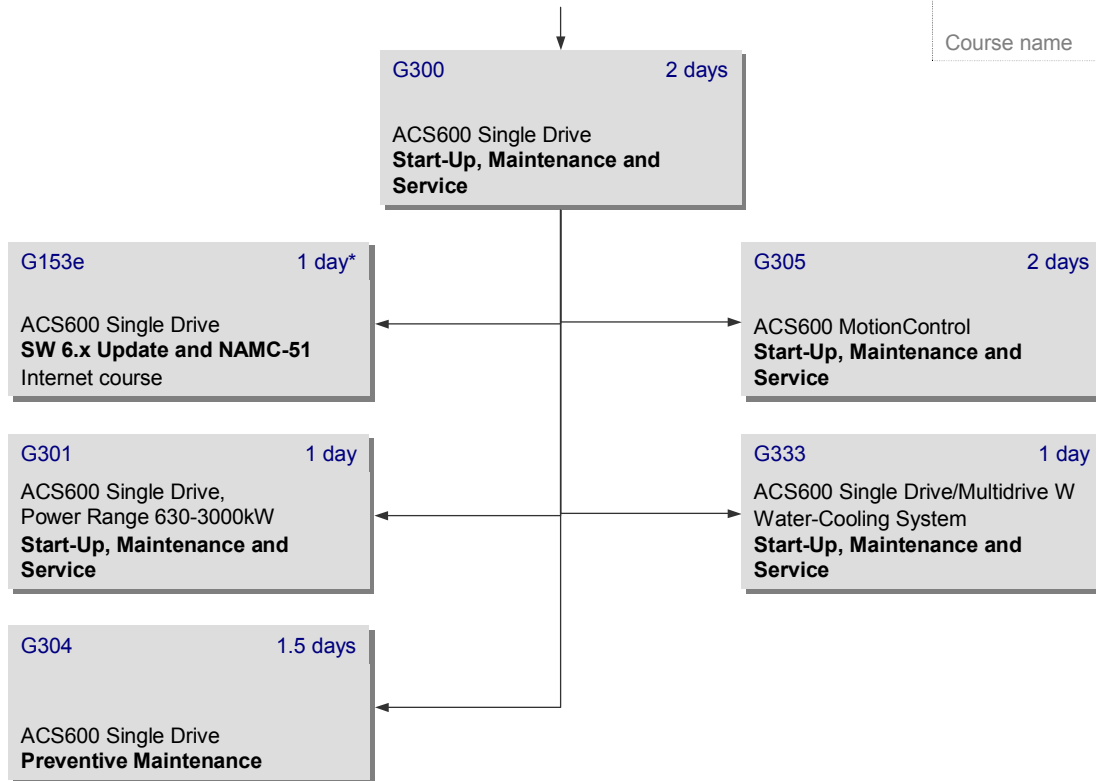 Course name
G300 2 days
ACS600 Single Drive
Start-Up, Maintenance and
Service
G153e 1 day*
ACS600 Single Drive
SW 6.x Update and NAMC-51
Internet course
G305 2 days
ACS600 MotionControl
Start-Up, Maintenance and
Service
G301 1 day
ACS600 Single Drive,
Power Range 630-3000kW
Start-Up, Maintenance and
Service
G333 1 day
ACS600 Single Drive/Multidrive W
Water-Cooling System
Start-Up, Maintenance and
Service
G304 1.5 days
ACS600 Single Drive
Preventive Maintenance